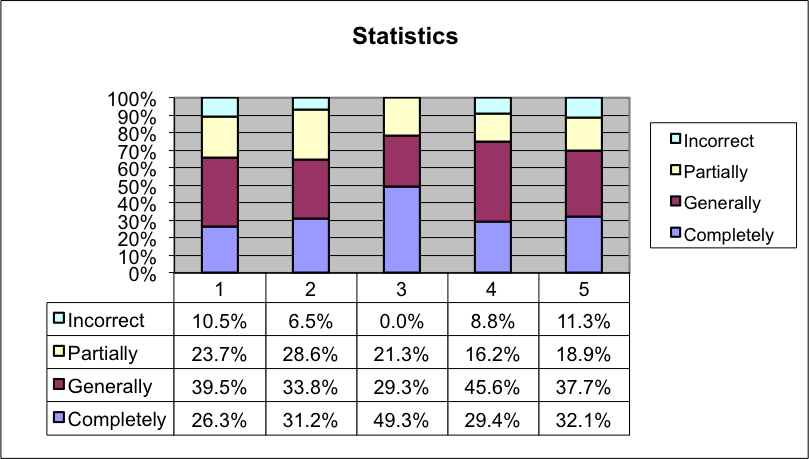 Statistics
100%
90%
80%
70%
60%
50%
40%
30%
20%
10%
0%
Incorrect
Partially
Generally
Completely
1 2 3 4 5
Incorrect 10.5% 6.5% 0.0% 8.8% 11.3%
Partially 23.7% 28.6% 21.3% 16.2% 18.9%
Generally 39.5% 33.8% 29.3% 45.6% 37.7%
Completely 26.3% 31.2% 49.3% 29.4% 32.1%